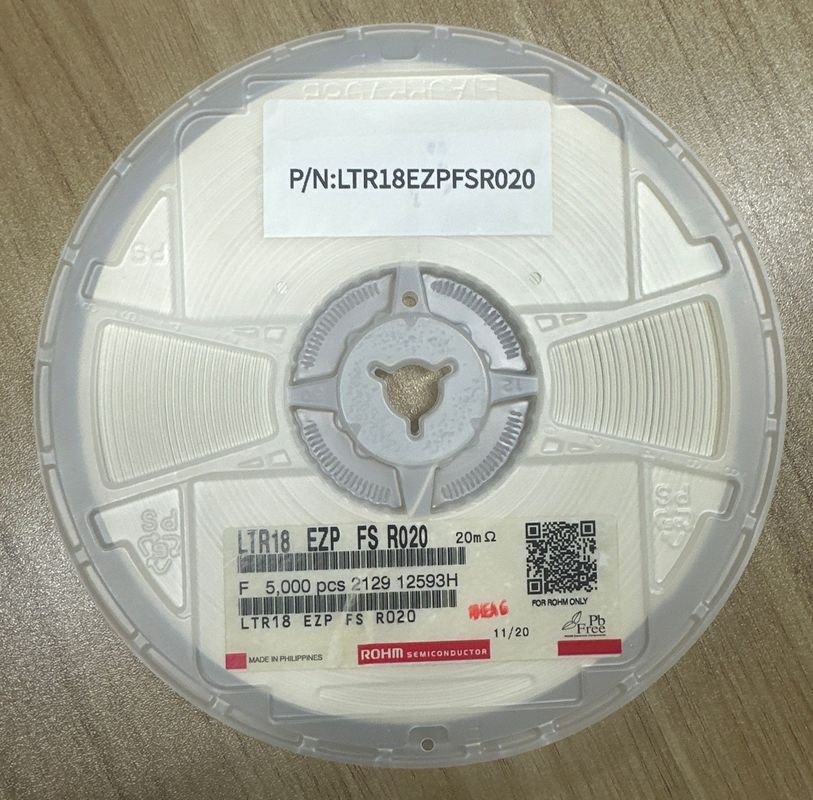 P/N:LTR18EZPFSR020
PS
PS
PS
LTR18 EZP FS R020 20mΩ
F 5,000 pcs 2129 12593H
LTR18 EZP FS R020
FOR ROHM ONLY
11/20
Pb
Free
MADE IN PHILIPPINES
ROHM SEMICONDUCTOR